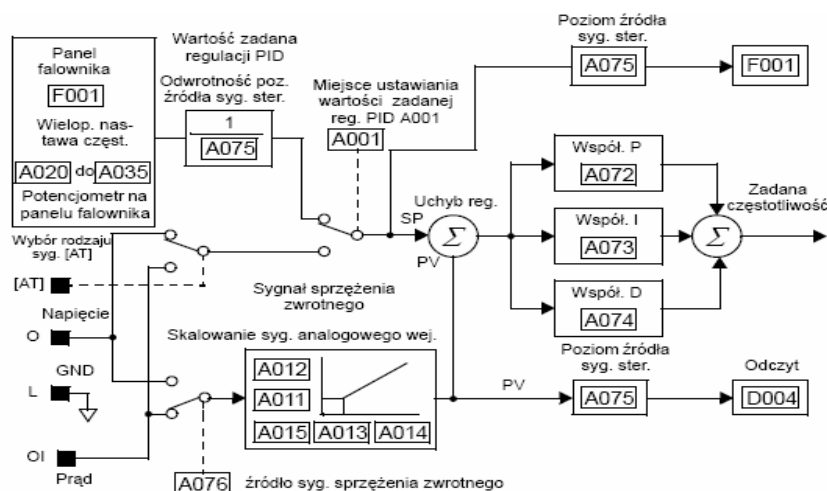 Panel
falownika
F001
Wielop. nas-
tawa częst.
A020 do A035
Potencjometr na
panelu falownika
Wartość zadana
regulacji PID
Odwrotność poz.
źródła syg. ster.
1
A075
Miejsce ustawiania
wartości zadanej
reg. PID A001
A001
Poziom źródła
syg. ster.
A075
F001
SP
Uchyb reg.
Σ
PV
Współ. P
A072
Współ. I
A073
Współ. D
A074
Zadana
częstotliwość
Σ
Wybór rodzaju
syg. [AT]
[AT]
Napięcie
O
GND
L
OI
Prąd
Sygnał sprzężenia
zwrotnego
Skalowanie syg. analogowego wej.
A012
A011
A015 A013 A014
PV
Poziom źródła
syg. ster.
A075
Odczyt
D004
A076 źródło syg. sprzężenia zwrotnego